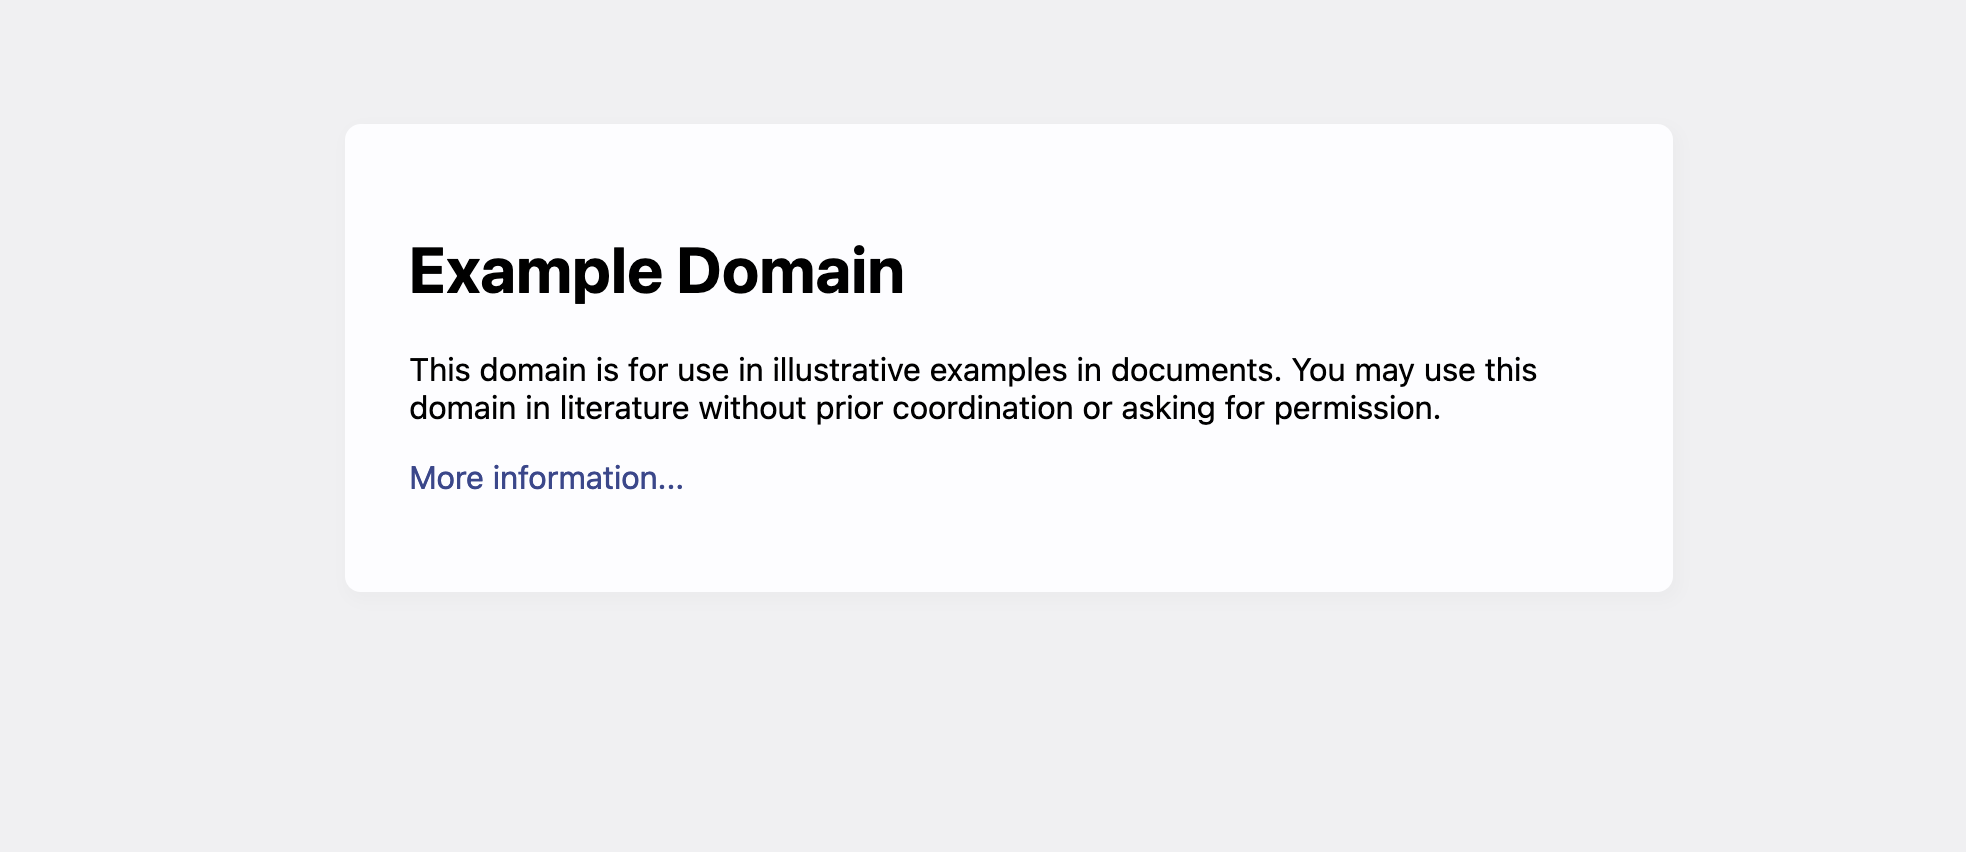 Example Domain
This domain is for use in illustrative examples in documents. You may use this
domain in literature without prior coordination or asking for permission.
More information...